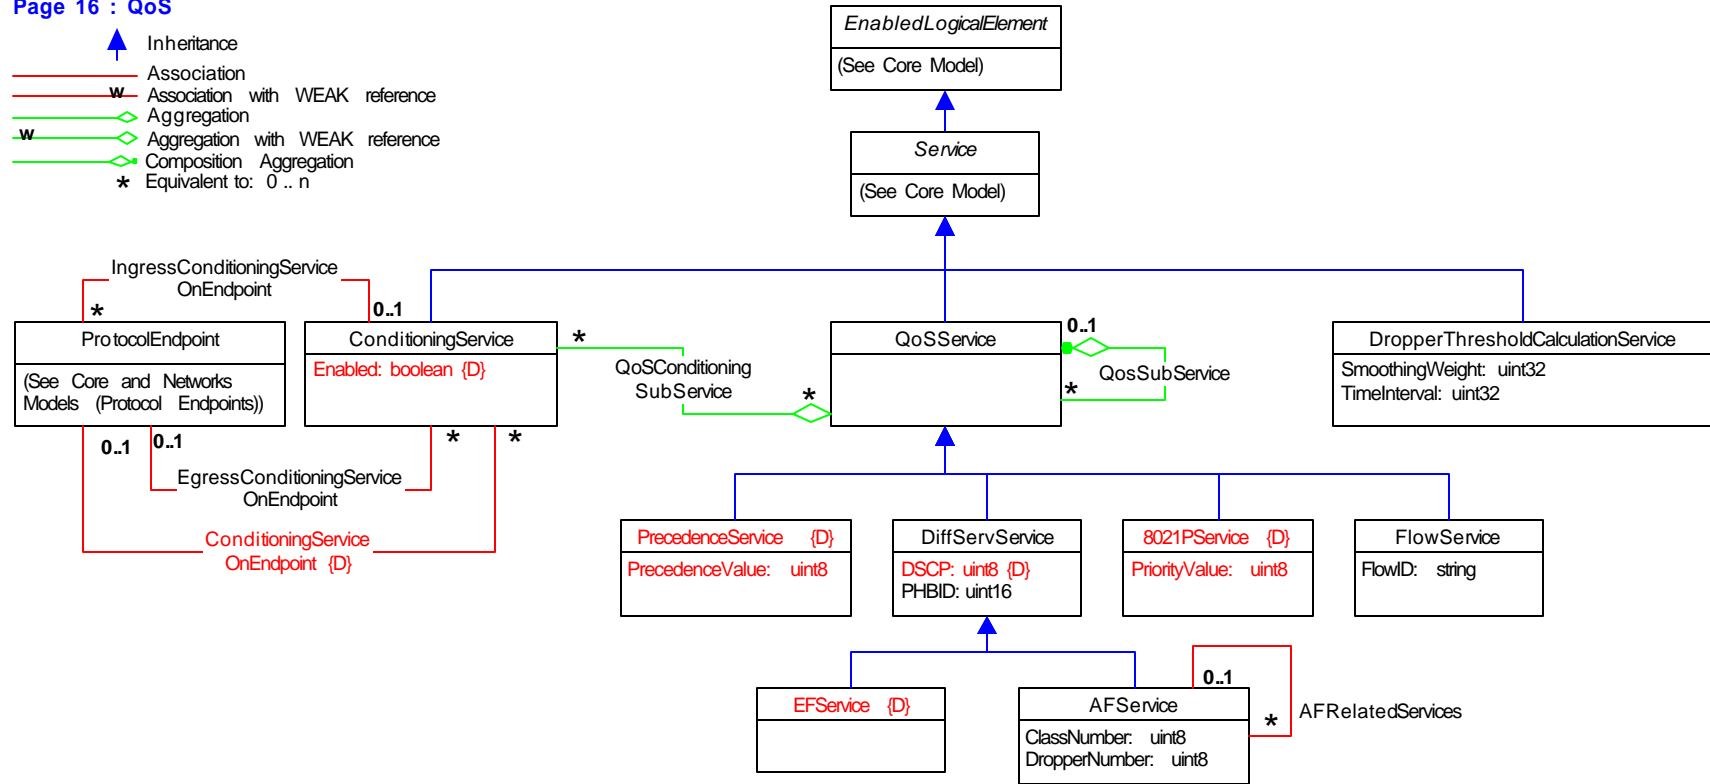 Page 16 : QoS
Inheritance
Association
w
Association with WEAK reference
Aggregation
w
Aggregation with WEAK reference
Composition Aggregation
* Equivalent to: 0 .. n
EnabledLogicalElement
(See Core Model)
Service
(See Core Model)
IngressConditioningService
OnEndpoint
*
0..1
ProtocolEndpoint
(See Core and Networks
Models (Protocol Endpoints))
ConditioningService
Enabled: boolean {D}
*
QoSConditioning
SubService
*
QoSService
0..1
QosSubService
*
DropperThresholdCalculationService
SmoothingWeight: uint32
TimeInterval: uint32
0..1
0..1
*
*
EgressConditioningService
OnEndpoint
ConditioningService
OnEndpoint {D}
PrecedenceService {D}
PrecedenceValue: uint8
DiffServService
DSCP: uint8 {D}
PHBID: uint16
8021PService {D}
PriorityValue: uint8
FlowService
FlowID: string
EFService {D}
AFService
ClassNumber: uint8
DropperNumber: uint8
0..1
*
AFRelatedServices